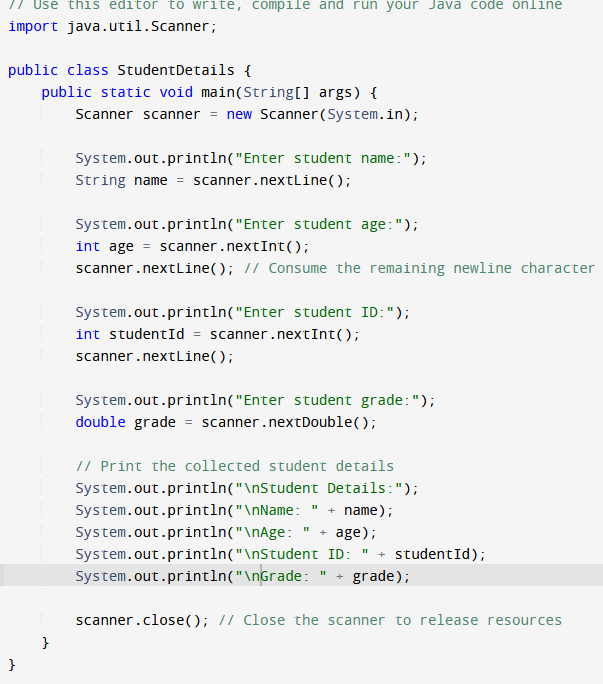 // Use this editor to write, compile and run your Java code online
import java.util.Scanner;

public class StudentDetails {
    public static void main(String[] args) {
        Scanner scanner = new Scanner(System.in);

        System.out.println("Enter student name:");
        String name = scanner.nextLine();

        System.out.println("Enter student age:");
        int age = scanner.nextInt();
        scanner.nextLine(); // Consume the remaining newline character

        System.out.println("Enter student ID:");
        int studentId = scanner.nextInt();
        scanner.nextLine();

        System.out.println("Enter student grade:");
        double grade = scanner.nextDouble();

        // Print the collected student details
        System.out.println("\nStudent Details:");
        System.out.println("\nName: " + name);
        System.out.println("\nAge: " + age);
        System.out.println("\nStudent ID: " + studentId);
        System.out.println("\nGrade: " + grade);

        scanner.close(); // Close the scanner to release resources
    }
}